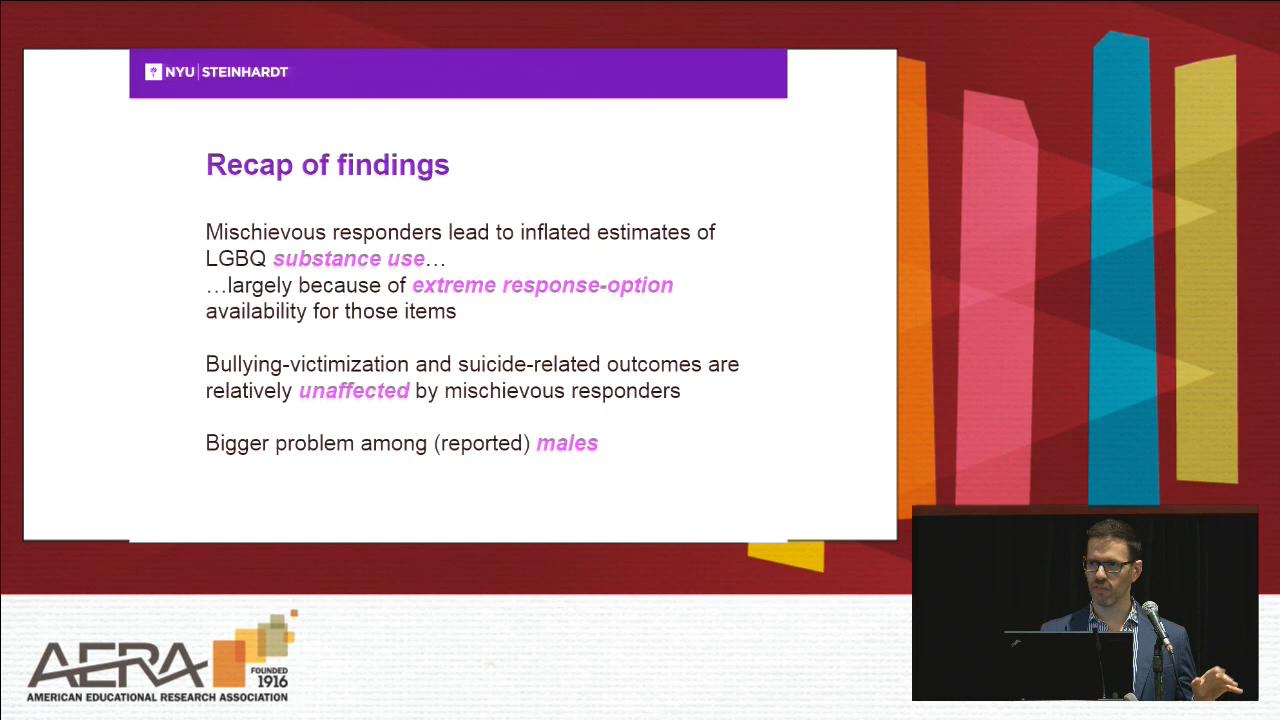 NYU | STEINHARDT
Recap of findings
Mischievous responders lead to inflated estimates of
LGBQ substance use…
…largely because of extreme response-option
availability for those items
Bullying-victimization and suicide-related outcomes are
relatively unaffected by mischievous responders
Bigger problem among (reported) males
AERA
FOUNDED
1916
AMERICAN EDUCATIONAL RESEARCH ASSOCIATION